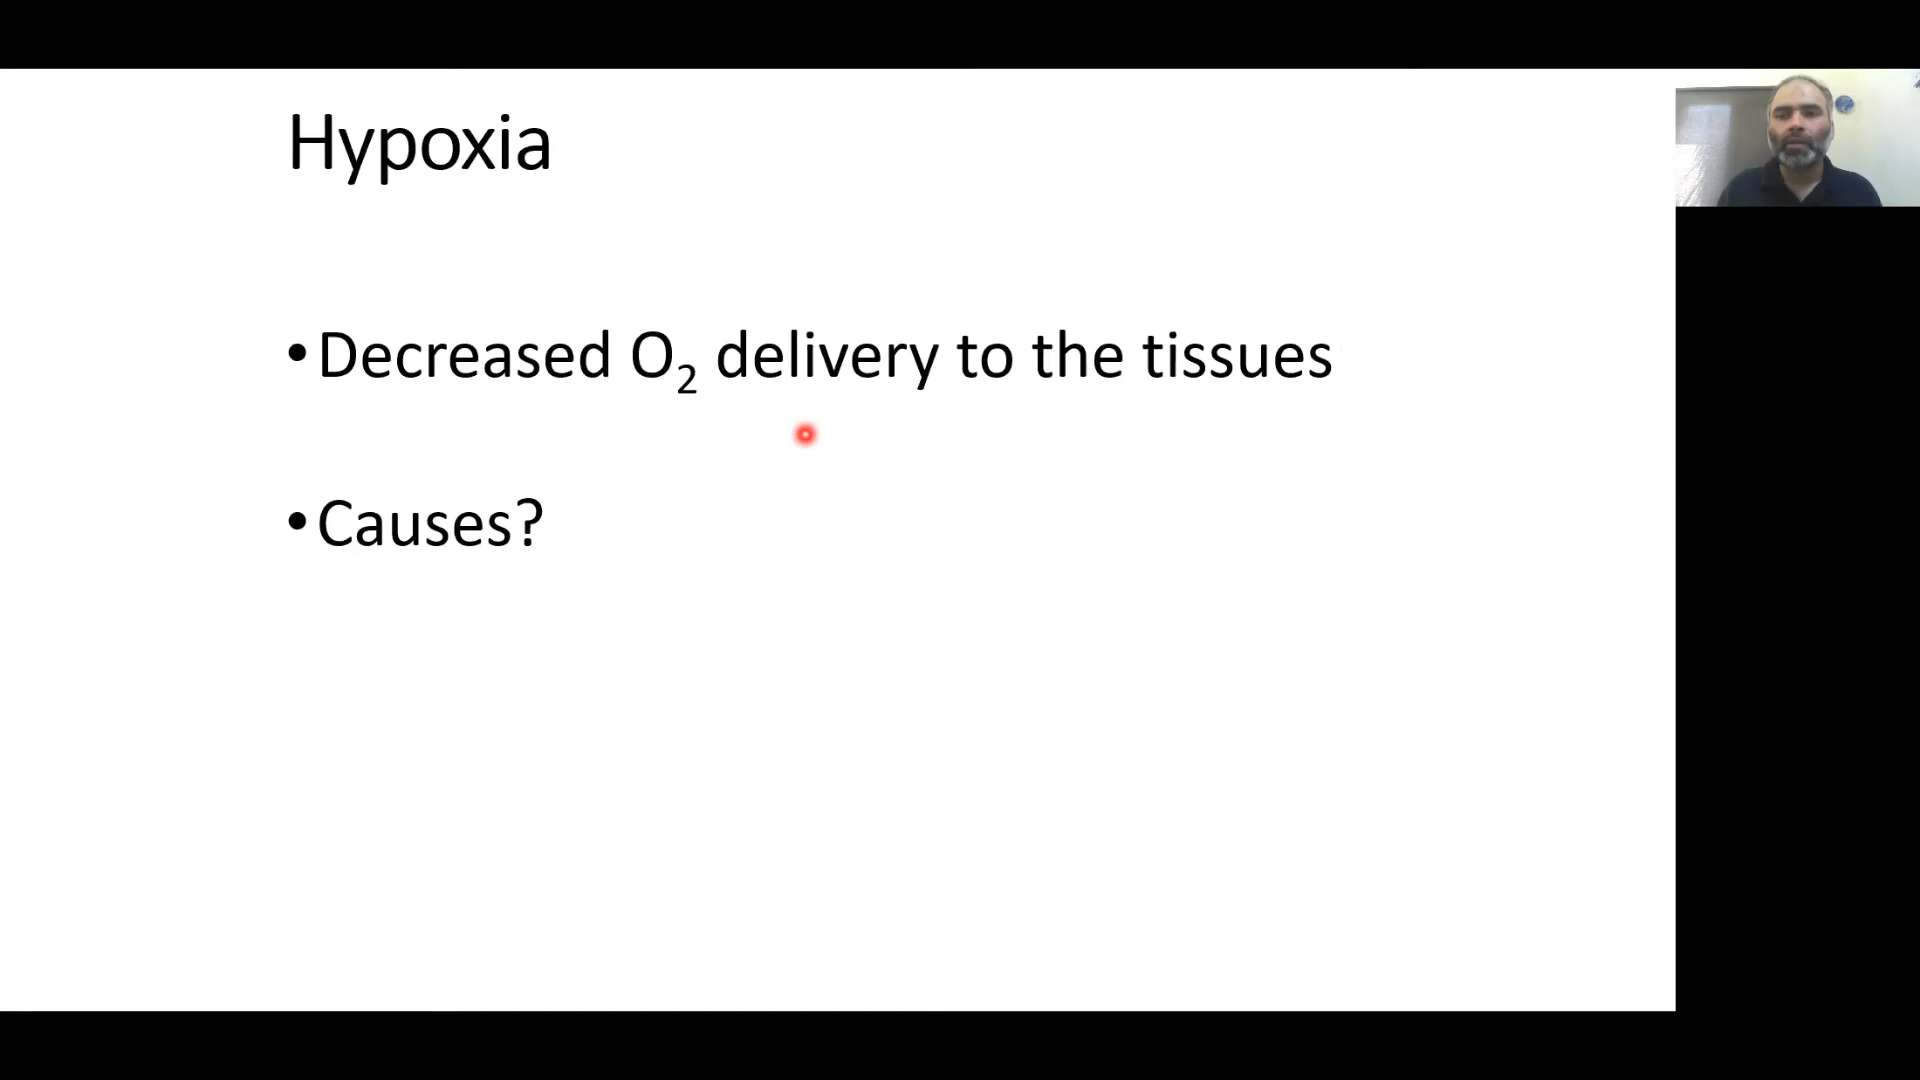 Hypoxia
•Decreased O₂ delivery to the tissues
•Causes?